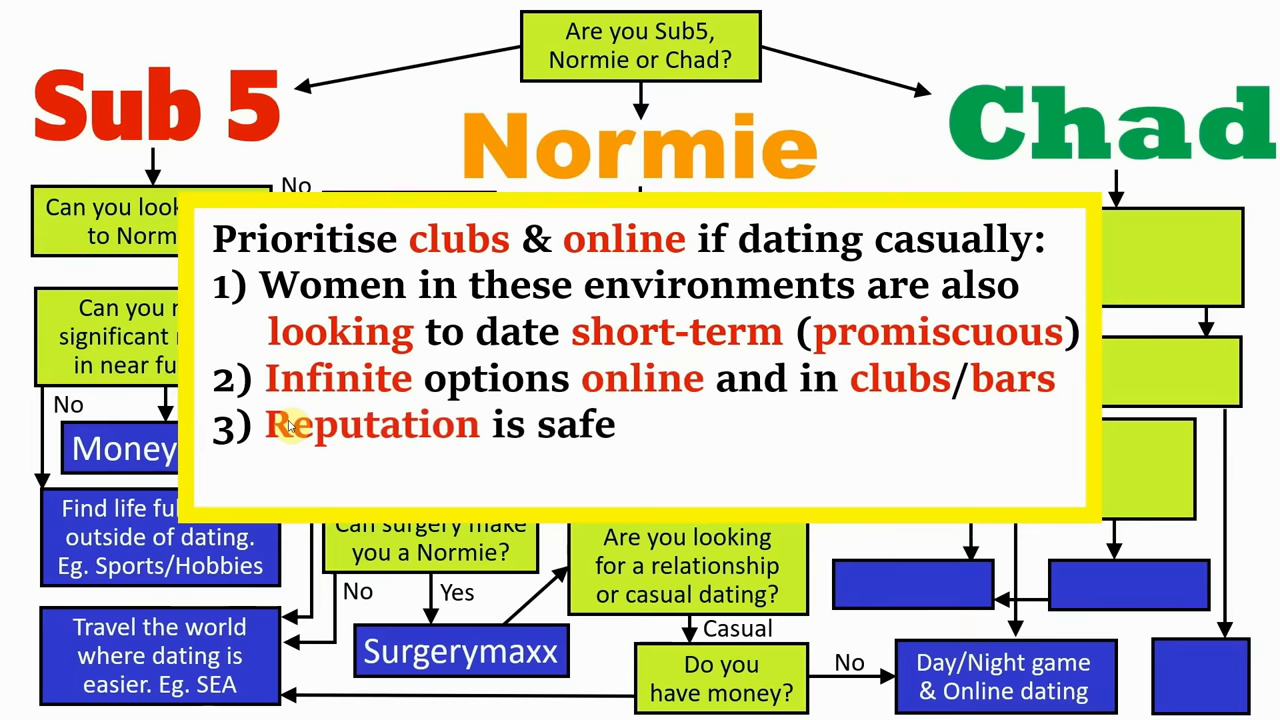 Are you Sub5,
Normie or Chad?
Sub 5
Normie
Chad
No
Can you look
to Norm
Prioritise clubs & online if dating casually:
1) Women in these environments are also
looking to date short-term (promiscuous)
2) Infinite options online and in clubs/bars
3) Reputation is safe
Can you
significant
in near fu
No
Money
Find life ful
outside of dating.
Eg. Sports/Hobbies
Can surgery make
you a Normie?
No
Yes
Surgerymaxx
Are you looking
for a relationship
or casual dating?
Casual
Do you
have money?
No
Day/Night game
& Online dating
Travel the world
where dating is
easier. Eg. SEA